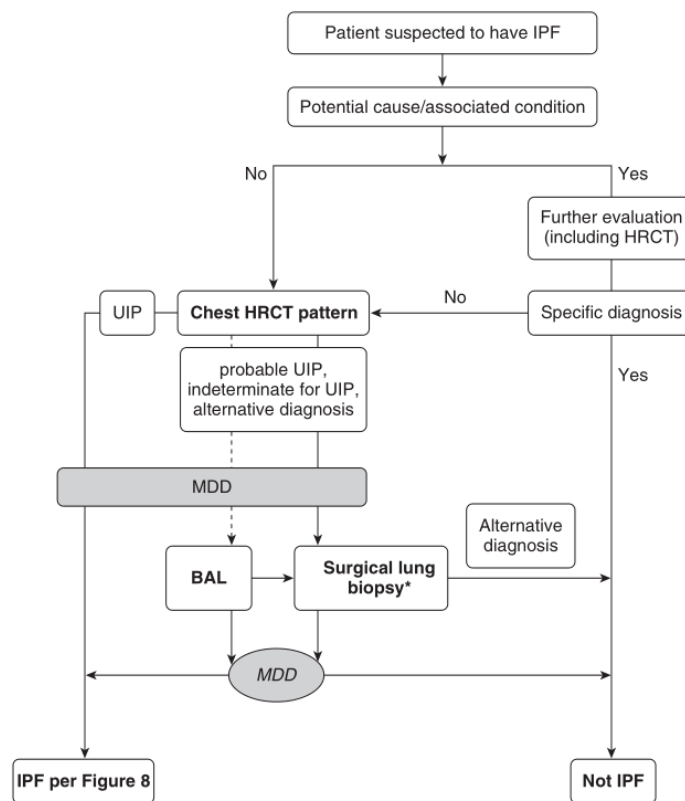 Patient suspected to have IPF
Potential cause/associated condition
No
Yes
Further evaluation
(including HRCT)
UIP
Chest HRCT pattern
No
Specific diagnosis
probable UIP,
indeterminate for UIP,
alternative diagnosis
Yes
MDD
Alternative
diagnosis
BAL
Surgical lung
biopsy*
MDD
IPF per Figure 8
Not IPF